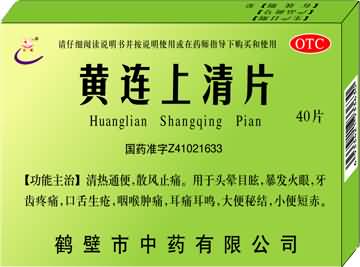 请仔细阅读说明书并按说明使用或在药师指导下购买和使用
OTC
黄连上清片
Huanglian Shangqing Pian
40片
国药准字Z41021633
【功能主治】清热通便，散风止痛。用于头晕目眩，暴发火眼，牙
齿疼痛，口舌生疮，咽喉肿痛，耳痛耳鸣，大便秘结，小便短赤。
鹤壁市中药有限公司